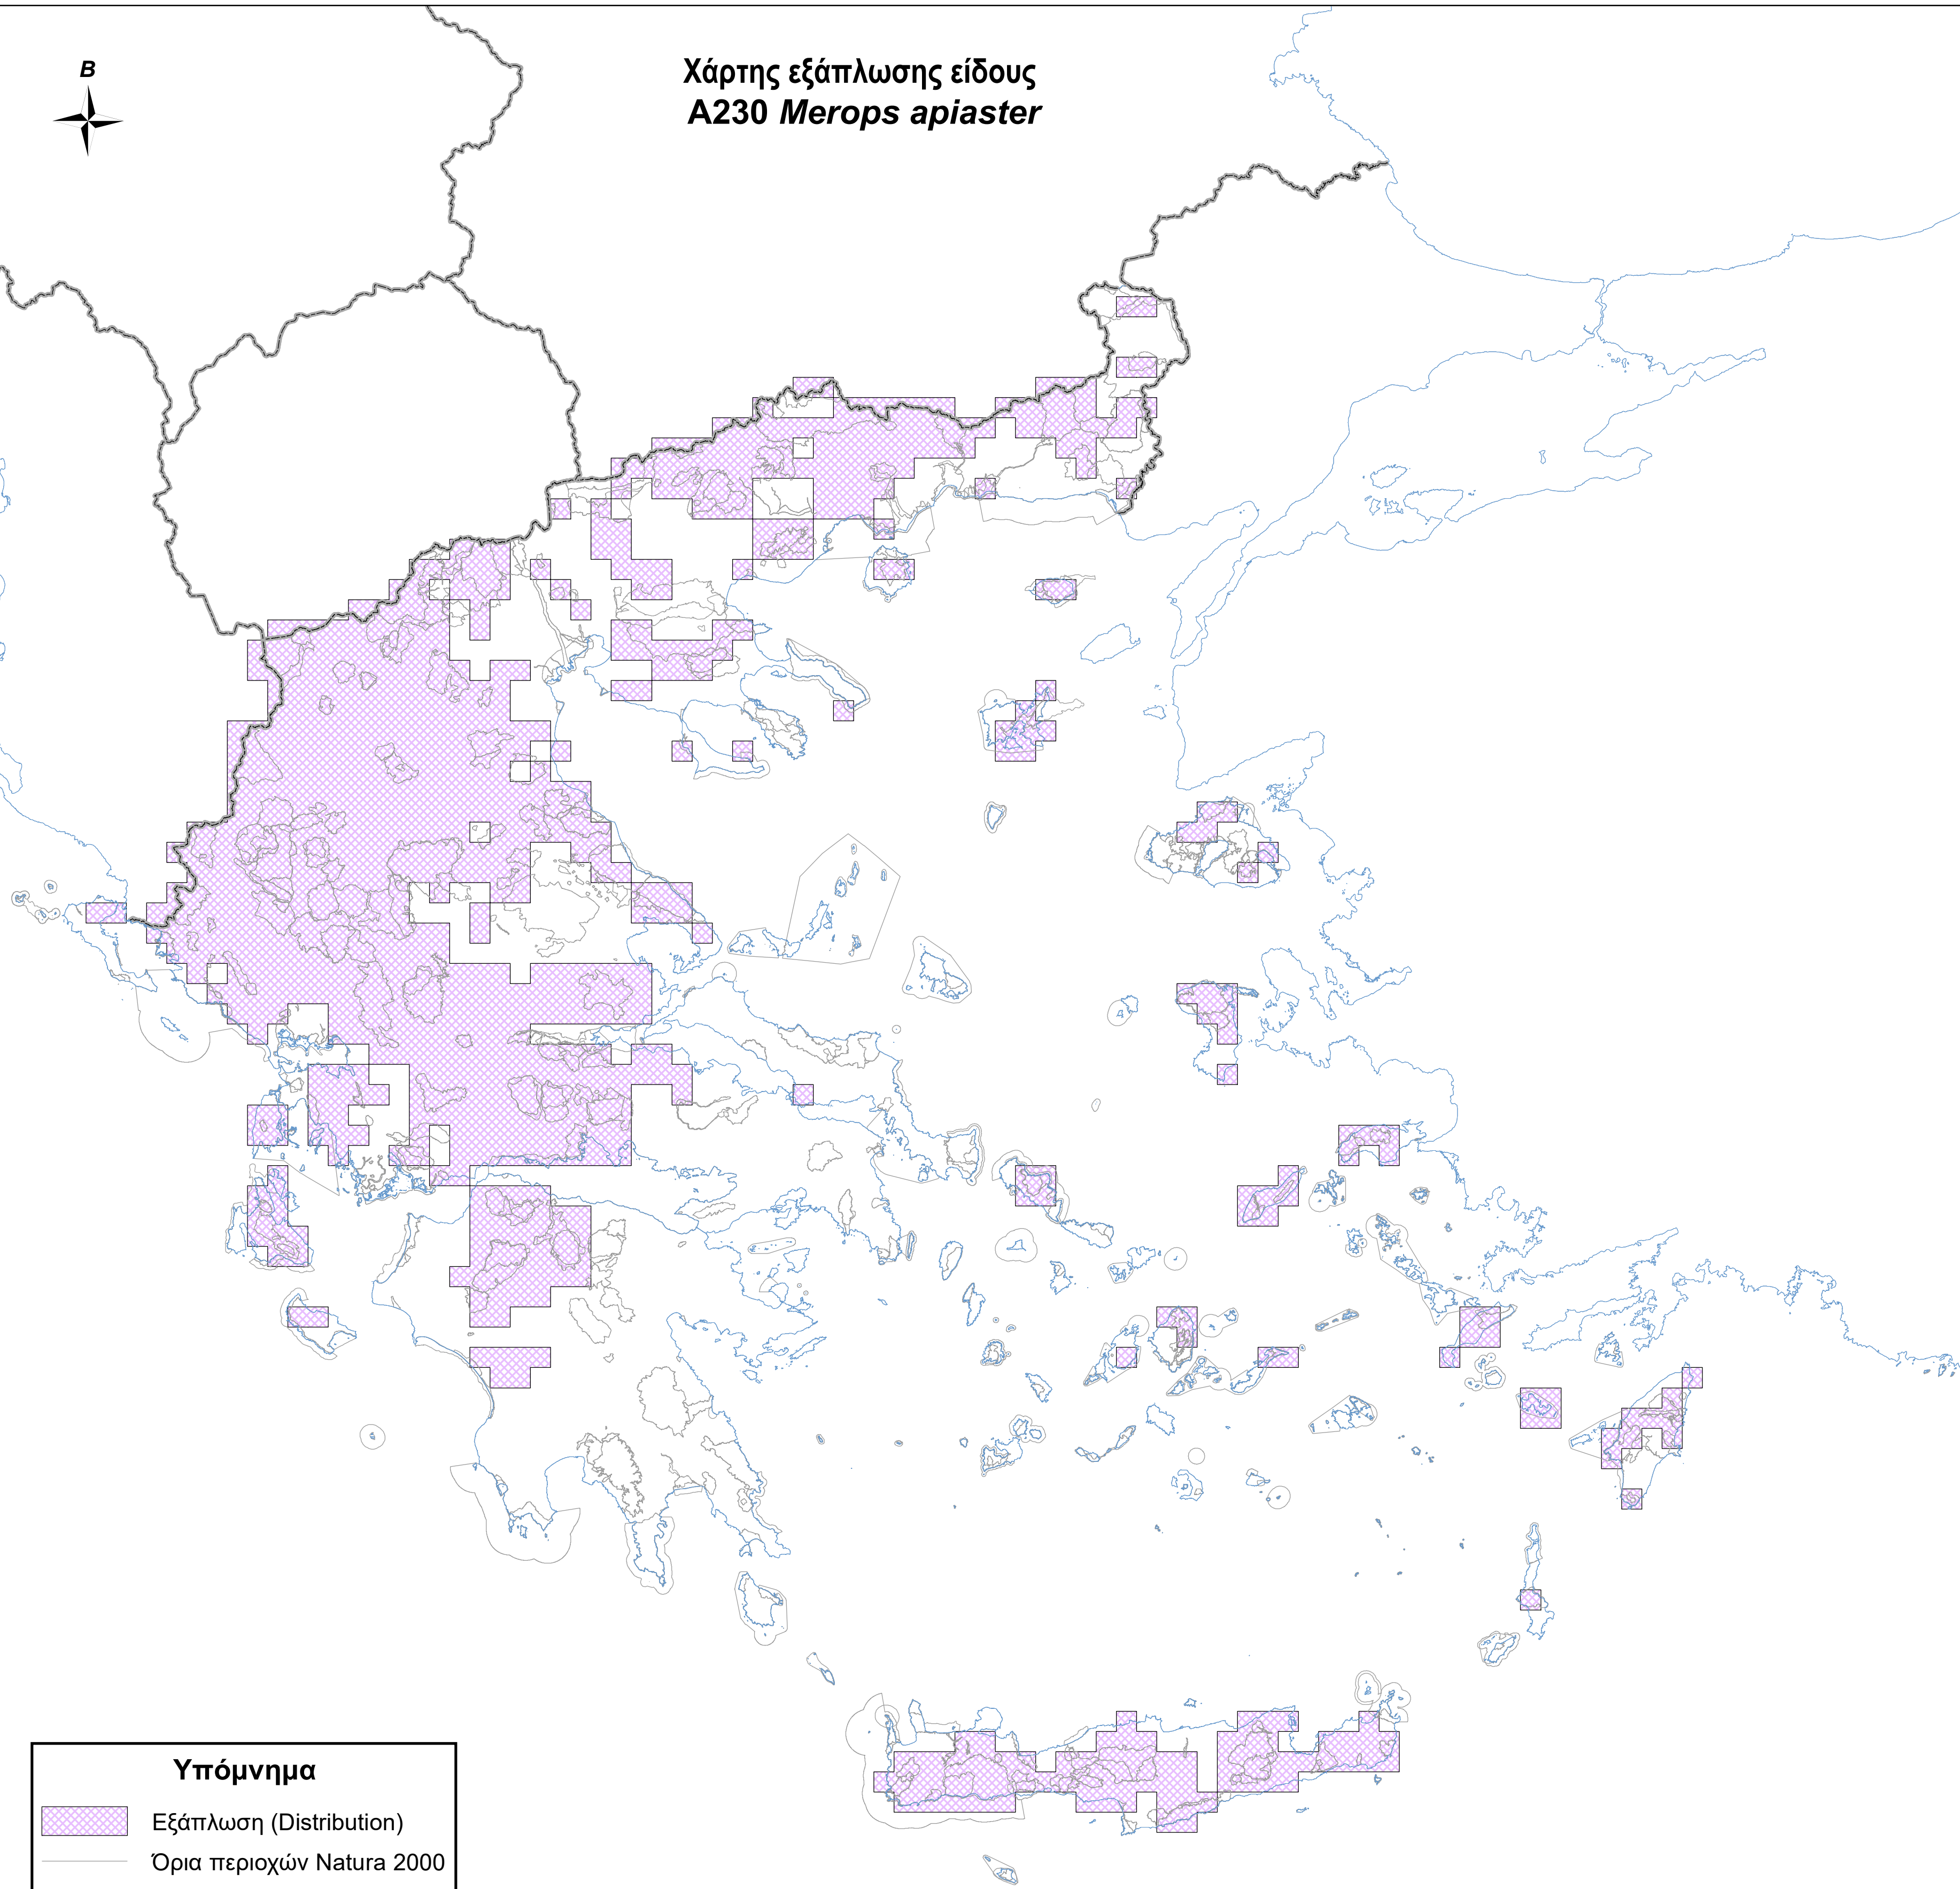 B
Χάρτης εξάπλωσης είδους
A230 Merops apiaster
Υπόμνημα
Εξάπλωση (Distribution)
Όρια περιοχών Natura 2000